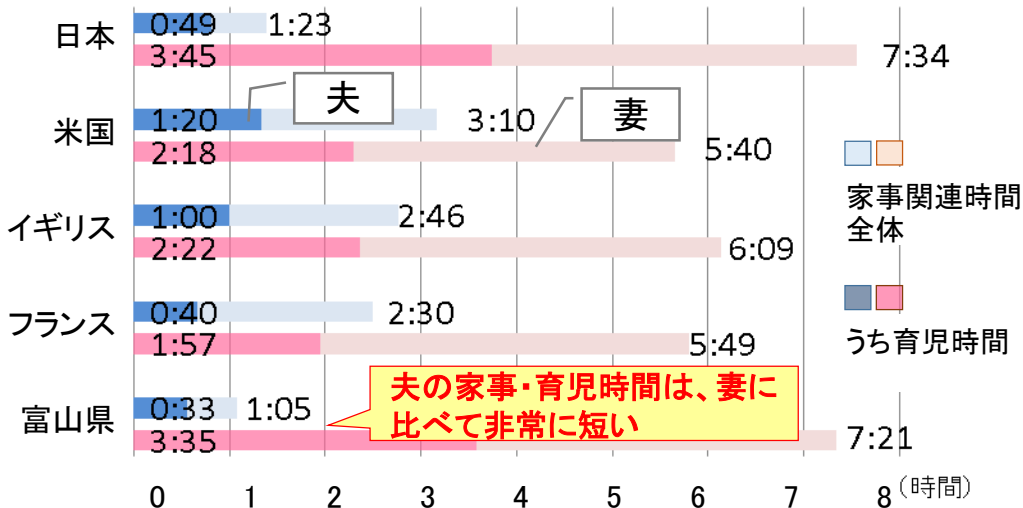 日本
0:49 1:23
3:45 7:34
夫
妻
米国
1:20 3:10
2:18 5:40
家事関連時間
全体
イギリス
1:00 2:46
2:22 6:09
フランス
0:40 2:30
1:57 5:49
うち育児時間
夫の家事・育児時間は、妻に
比べて非常に短い
富山県
0:33 1:05
3:35 7:21
0 1 2 3 4 5 6 7 8 (時間)